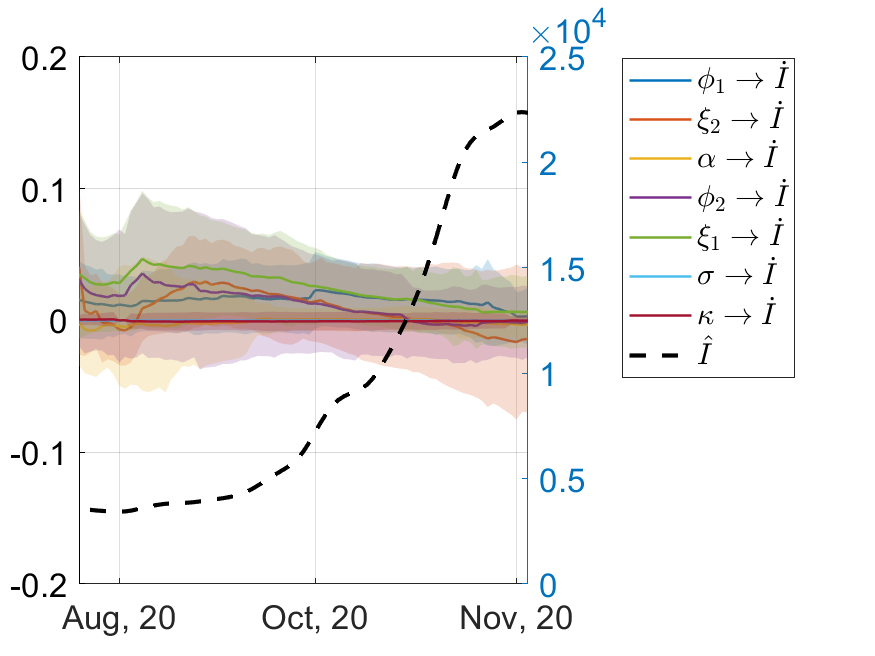 ×10⁴
0.2
0.1
0
-0.1
-0.2
2.5
2
1.5
1
0.5
0
Aug, 20
Oct, 20
Nov, 20
ϕ₁ → İ
ξ₂ → İ
α → İ
ϕ₂ → İ
ξ₁ → İ
σ → İ
κ → İ
Î